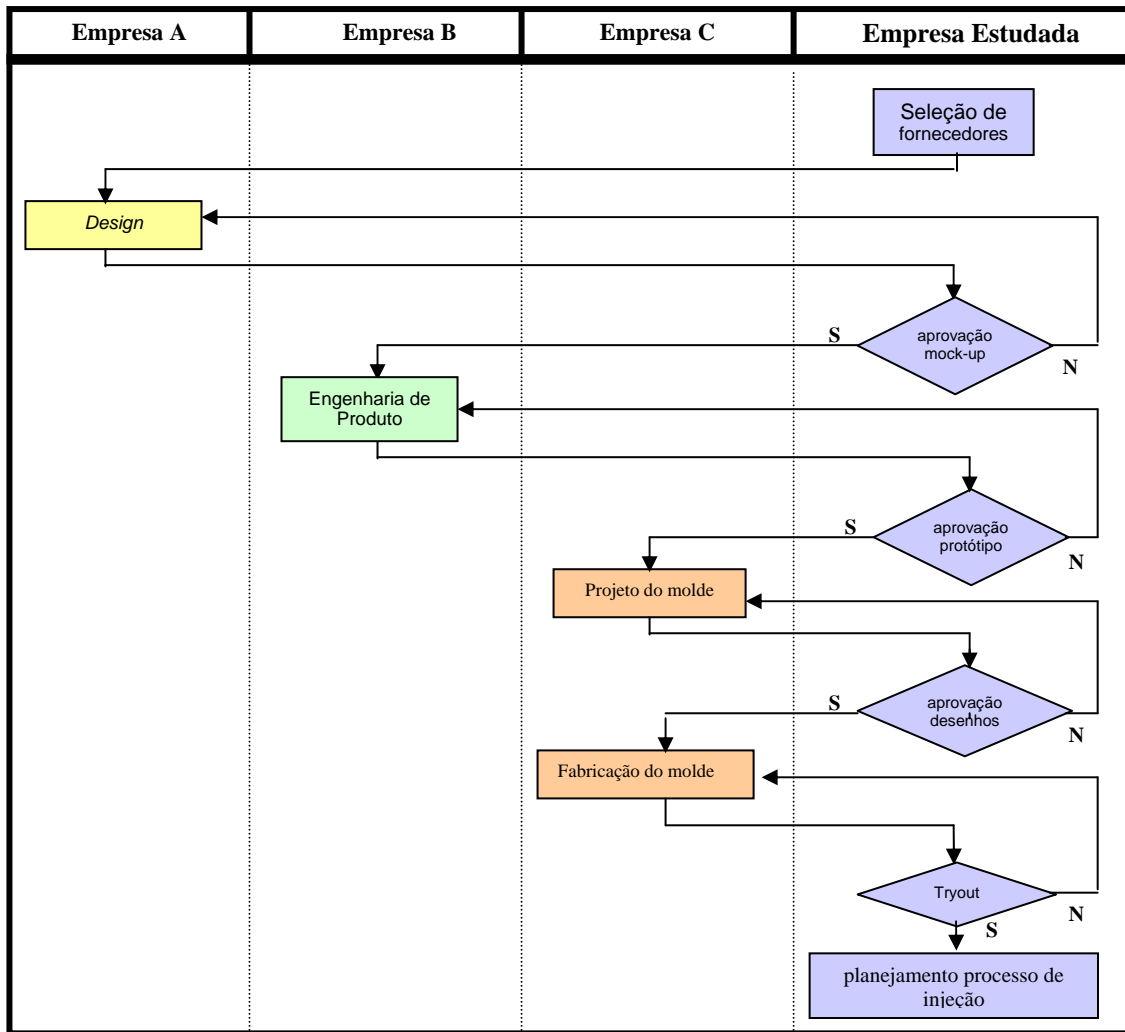 Empresa A
Empresa B
Empresa C
Empresa Estudada
Seleção de
fornecedores
Design
aprovação
mock-up
S
N
Engenharia de
Produto
aprovação
protótipo
S
N
Projeto do molde
aprovação
desenhos
S
N
Fabricação do molde
Tryout
N
S
planejamento processo de
injeção